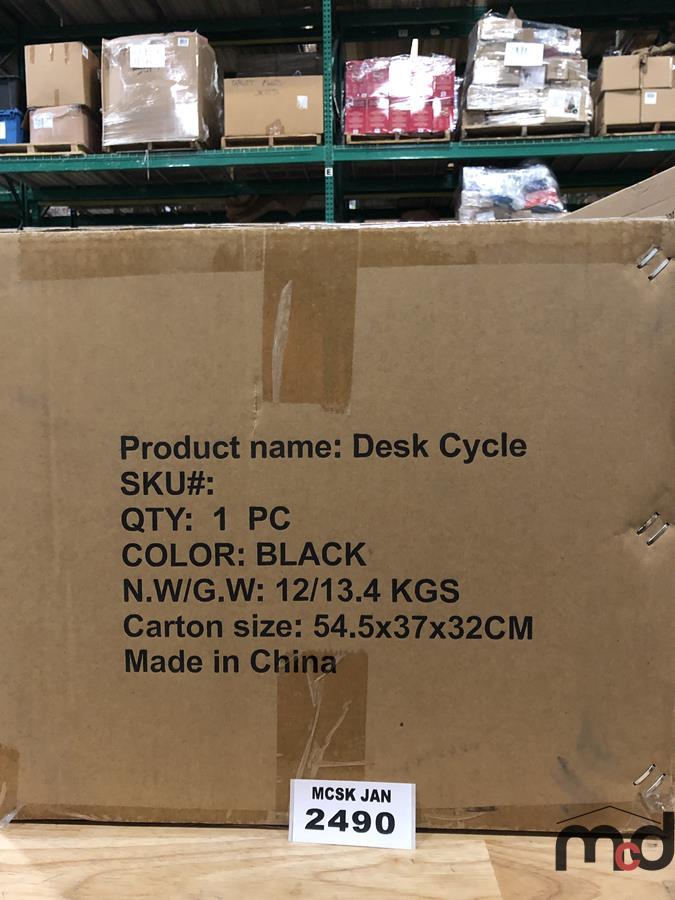 E
Product name: Desk Cycle
SKU#:
QTY: 1 PC
COLOR: BLACK
N.W/G.W: 12/13.4 KGS
Carton size: 54.5x37x32CM
Made in China
MCSK JAN
2490
mcd